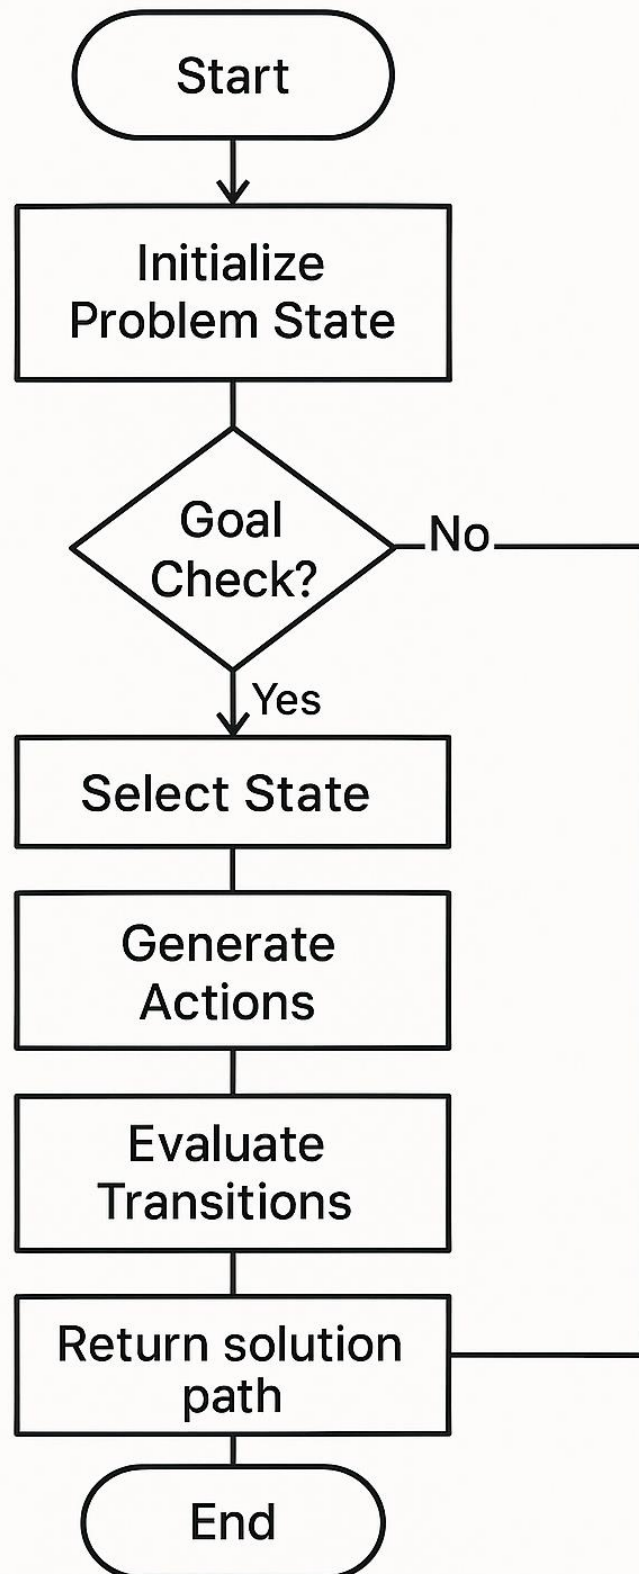 Start
Initialize
Problem State
Goal
Check?
No
Yes
Select State
Generate
Actions
Evaluate
Transitions
Return solution
path
End